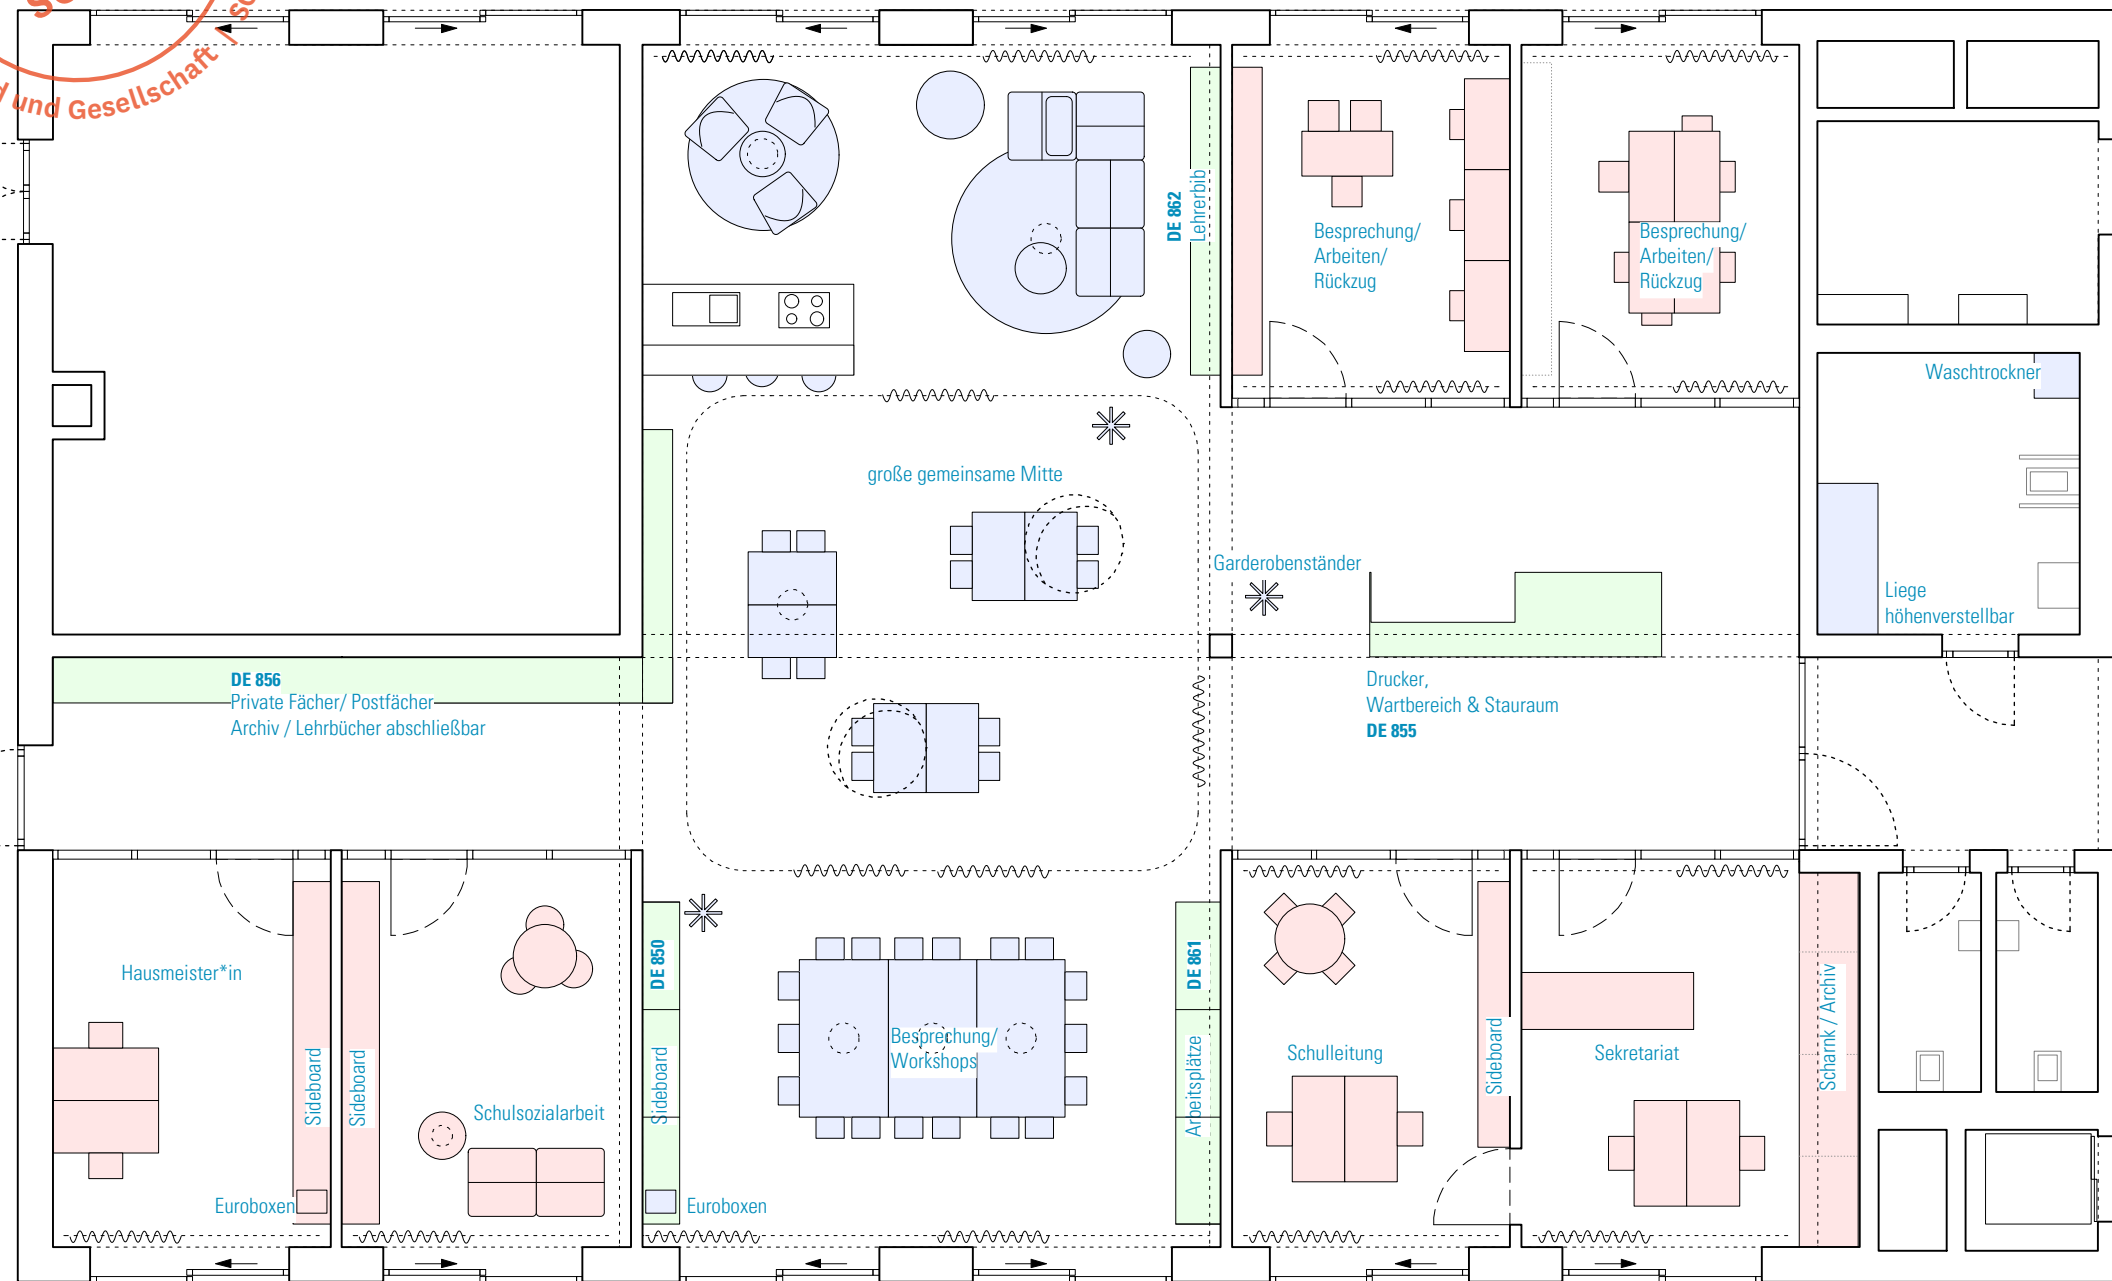 und Gesellschaft
DE 862
Lehrerbib
Besprechung/
Arbeiten/
Rückzug
Besprechung/
Arbeiten/
Rückzug
Waschtrockner
große gemeinsame Mitte
Garderobenständer
Liege
höhenverstellbar
DE 856
Private Fächer/ Postfächer
Archiv / Lehrbücher abschließbar
Drucker,
Wartbereich & Stauraum
DE 855
Hausmeister*in
Sideboard
Sideboard
Schulsozialarbeit
Euroboxen
DE 850
Sideboard
Euroboxen
Besprechung/
Workshops
DE 861
Arbeitsplätze
Schulleitung
Sideboard
Sekretariat
Scharnk / Archiv